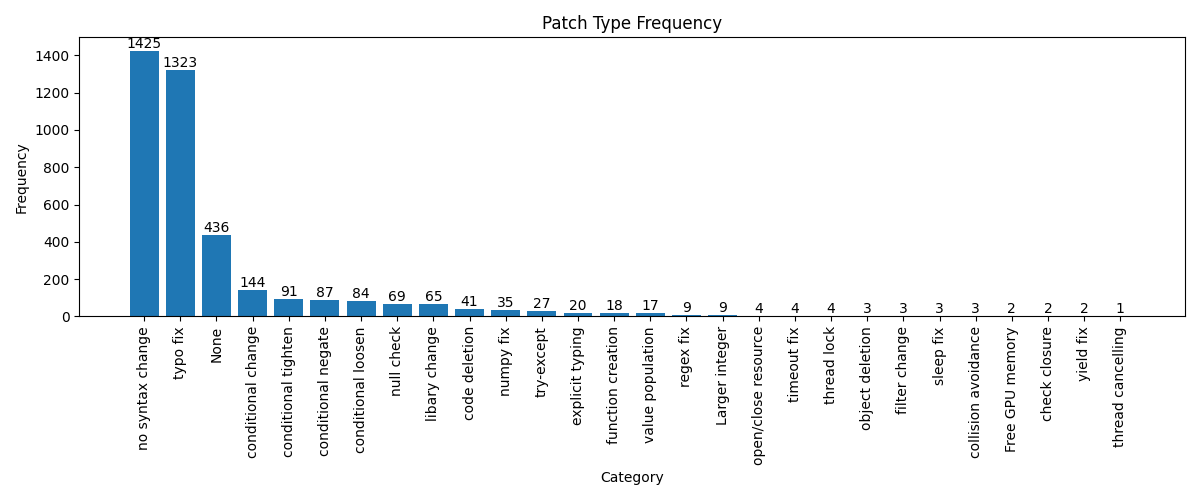 Patch Type Frequency
Frequency
1400
1200
1000
800
600
400
200
0
1425
1323
436
144
91
87
84
69
65
41
35
27
20
18
17
9
9
4
4
4
3
3
3
3
2
2
2
1
no syntax change
typo fix
None
conditional change
conditional tighten
conditional negate
conditional loosen
null check
libary change
code deletion
numpy fix
try-except
explicit typing
function creation
value population
regex fix
Larger integer
open/close resource
timeout fix
thread lock
object deletion
filter change
sleep fix
collision avoidance
Free GPU memory
check closure
yield fix
thread cancelling
Category